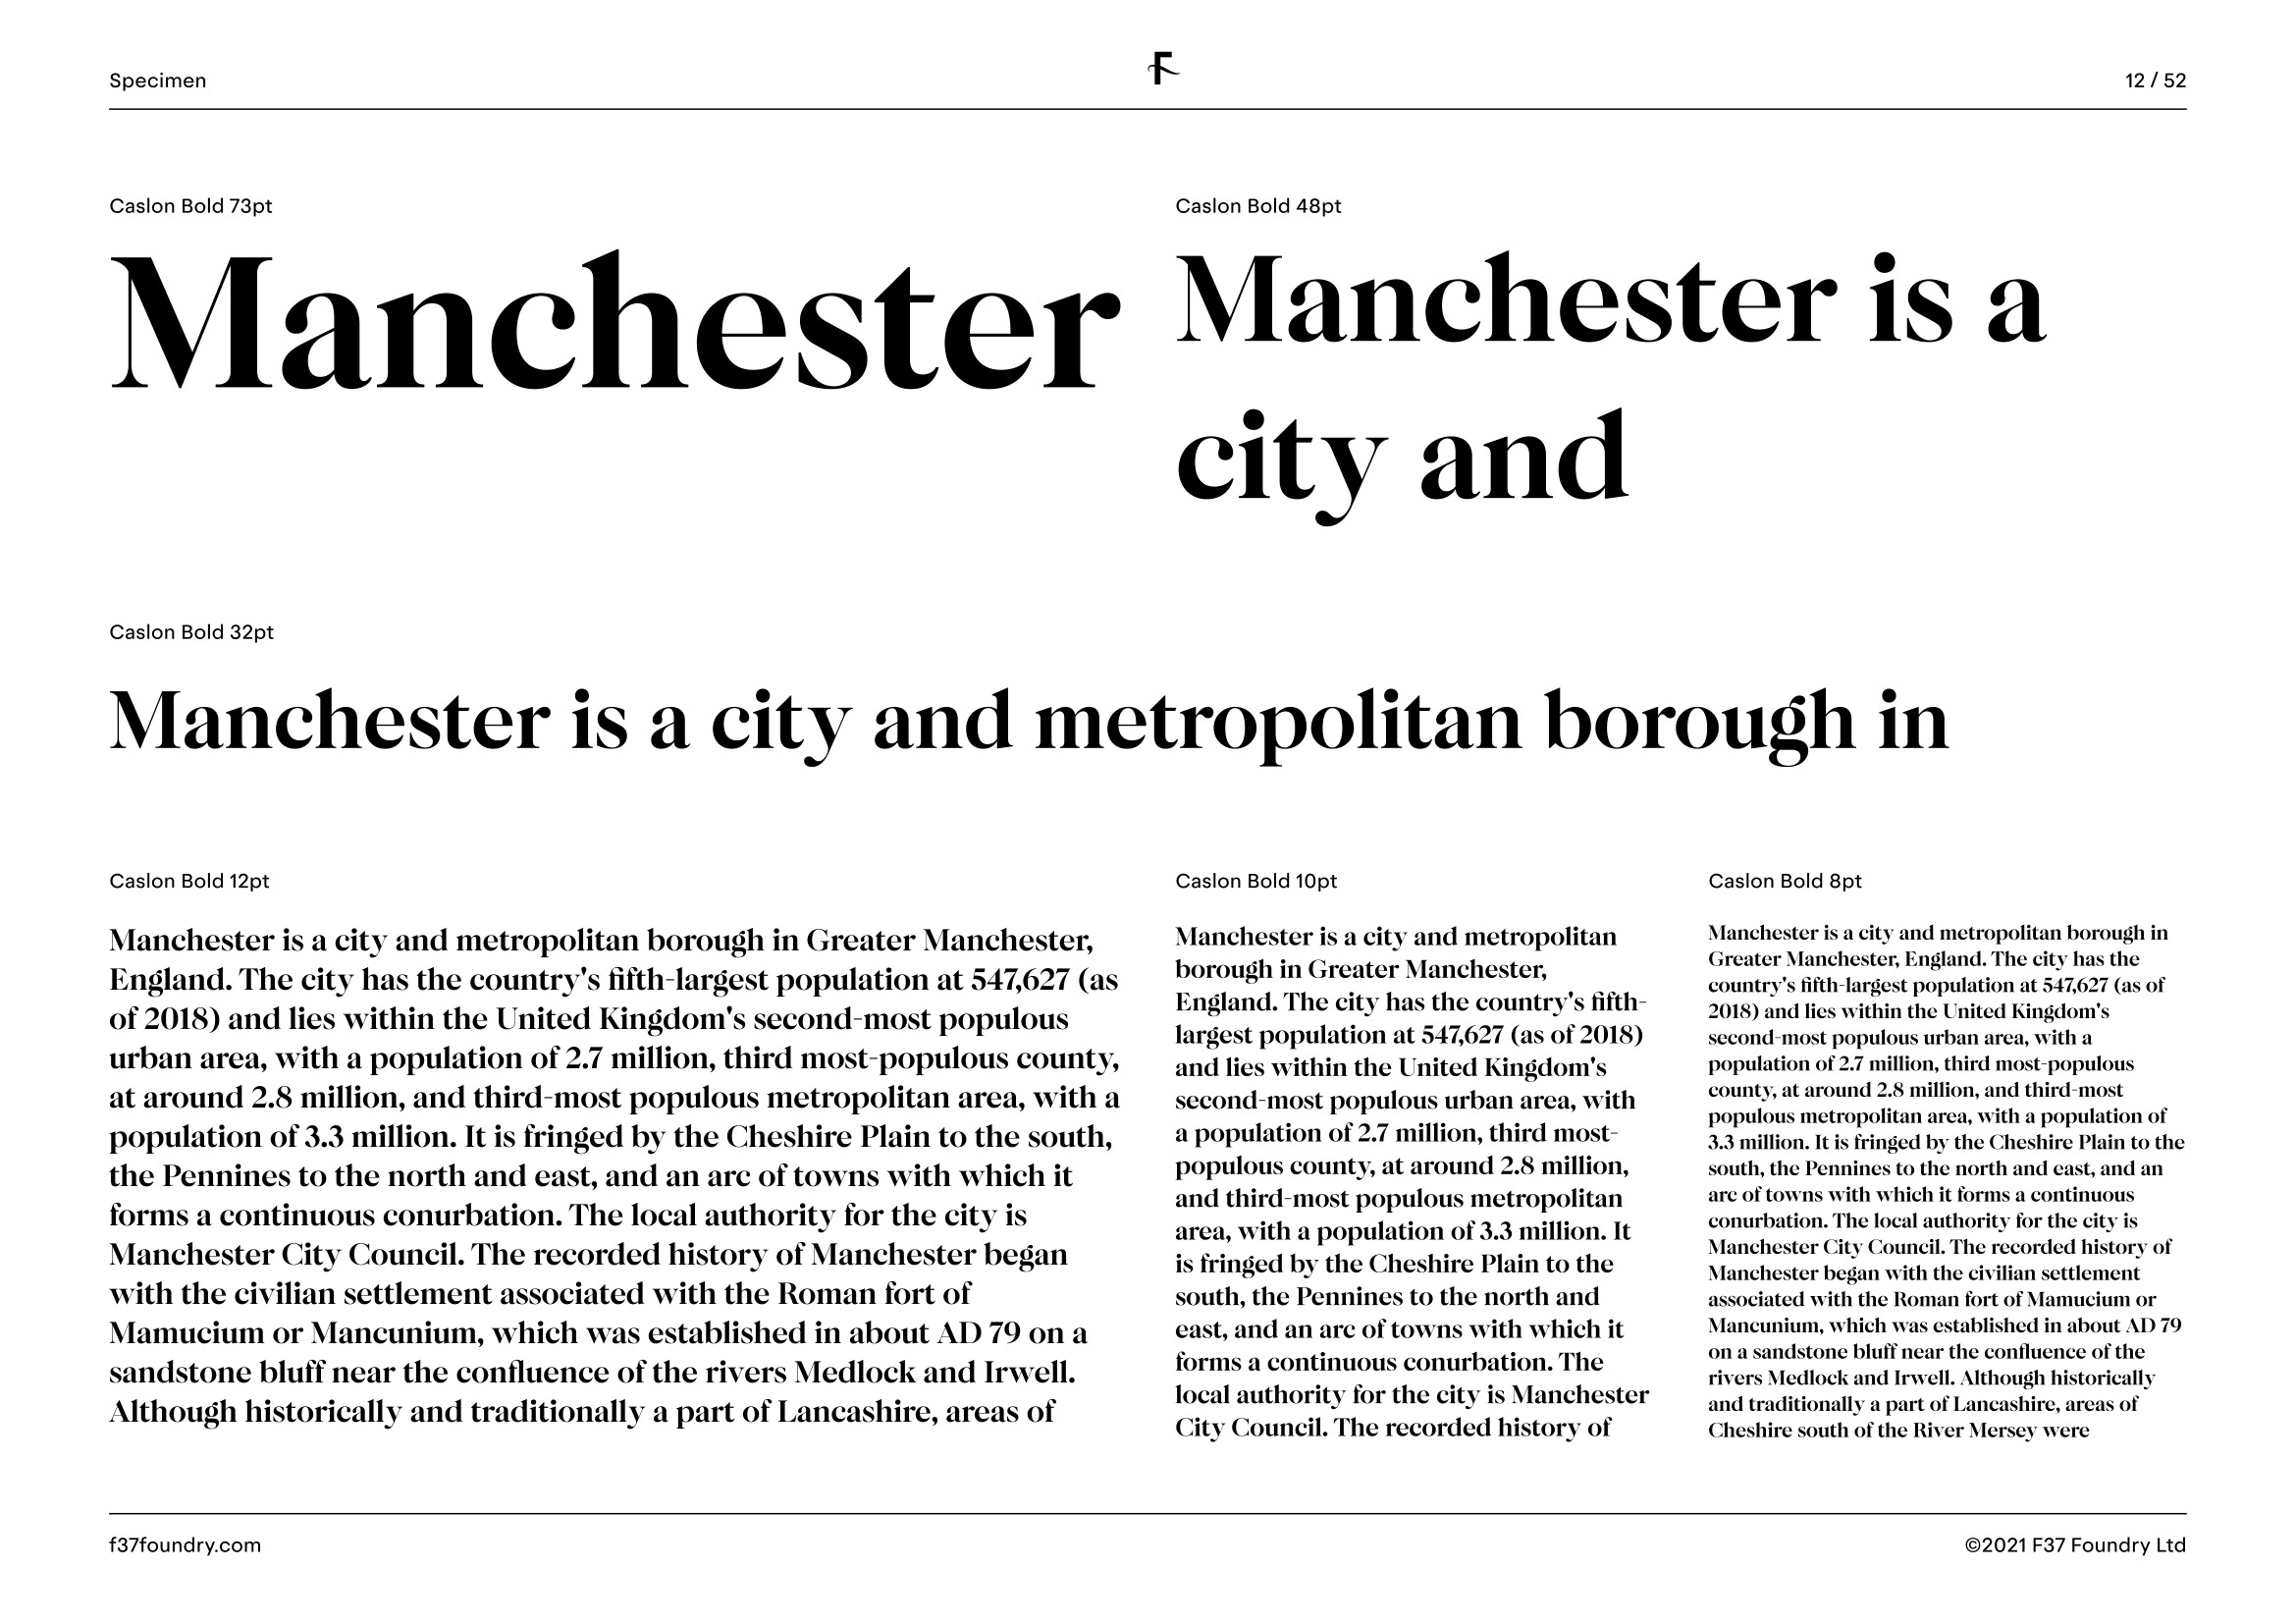 Specimen
F
12 / 52
Caslon Bold 73pt
Manchester
Caslon Bold 48pt
Manchester is a
city and
Caslon Bold 32pt
Manchester is a city and metropolitan borough in
Caslon Bold 12pt
Manchester is a city and metropolitan borough in Greater Manchester,
England. The city has the country's fifth-largest population at 547,627 (as
of 2018) and lies within the United Kingdom's second-most populous
urban area, with a population of 2.7 million, third most-populous county,
at around 2.8 million, and third-most populous metropolitan area, with a
population of 3.3 million. It is fringed by the Cheshire Plain to the south,
the Pennines to the north and east, and an arc of towns with which it
forms a continuous conurbation. The local authority for the city is
Manchester City Council. The recorded history of Manchester began
with the civilian settlement associated with the Roman fort of
Mamucium or Mancunium, which was established in about AD 79 on a
sandstone bluff near the confluence of the rivers Medlock and Irwell.
Although historically and traditionally a part of Lancashire, areas of
Caslon Bold 10pt
Manchester is a city and metropolitan
borough in Greater Manchester,
England. The city has the country's fifth-
largest population at 547,627 (as of 2018)
and lies within the United Kingdom's
second-most populous urban area, with
a population of 2.7 million, third most-
populous county, at around 2.8 million,
and third-most populous metropolitan
area, with a population of 3.3 million. It
is fringed by the Cheshire Plain to the
south, the Pennines to the north and
east, and an arc of towns with which it
forms a continuous conurbation. The
local authority for the city is Manchester
City Council. The recorded history of
Caslon Bold 8pt
Manchester is a city and metropolitan borough in
Greater Manchester, England. The city has the
country's fifth-largest population at 547,627 (as of
2018) and lies within the United Kingdom's
second-most populous urban area, with a
population of 2.7 million, third most-populous
county, at around 2.8 million, and third-most
populous metropolitan area, with a population of
3.3 million. It is fringed by the Cheshire Plain to the
south, the Pennines to the north and east, and an
arc of towns with which it forms a continuous
conurbation. The local authority for the city is
Manchester City Council. The recorded history of
Manchester began with the civilian settlement
associated with the Roman fort of Mamucium or
Mancunium, which was established in about AD 79
on a sandstone bluff near the confluence of the
rivers Medlock and Irwell. Although historically
and traditionally a part of Lancashire, areas of
Cheshire south of the River Mersey were
f37foundry.com
©2021 F37 Foundry Ltd